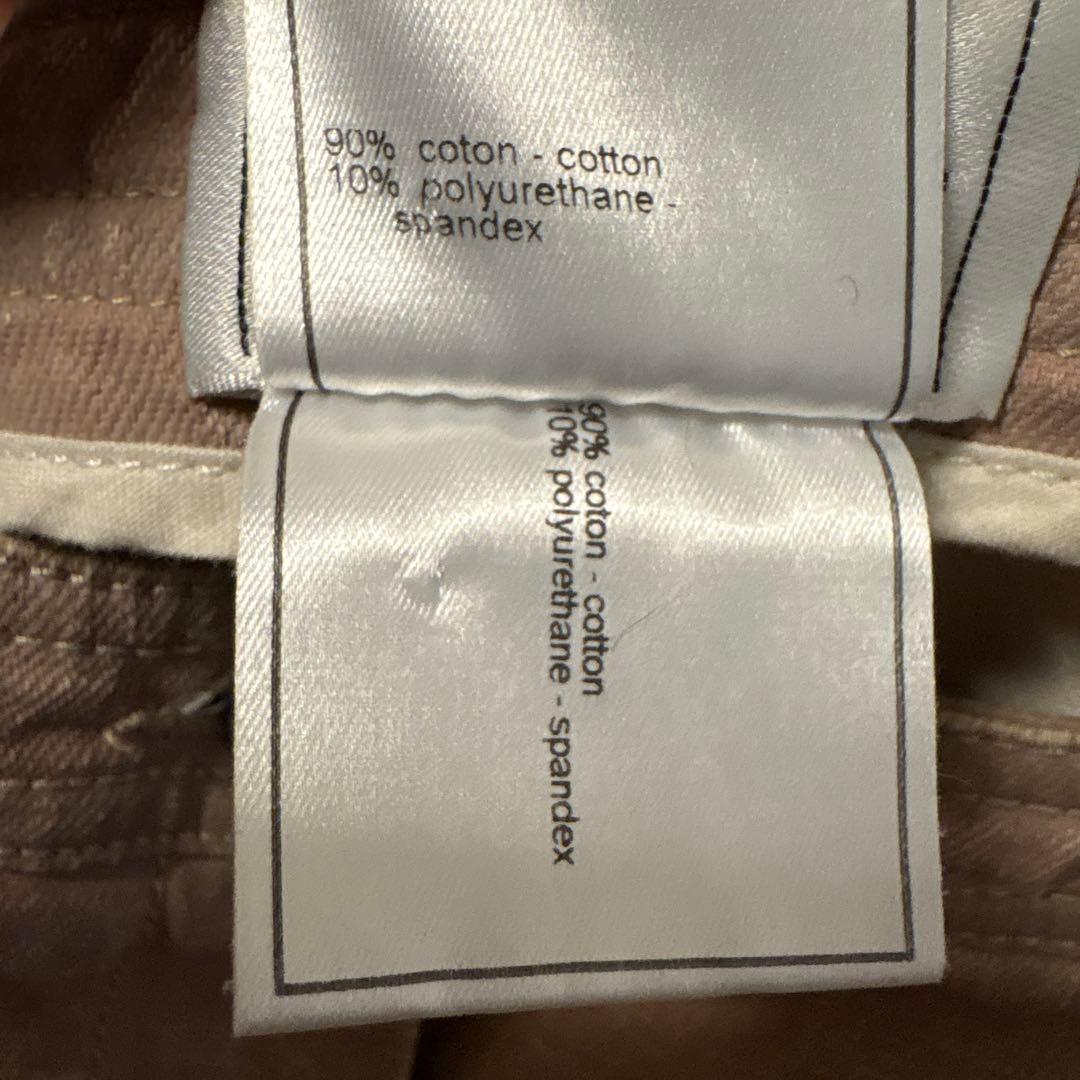 90% coton - cotton
10% polyurethane -
spandex
90% coton - cotton
10% polyurethane - spandex